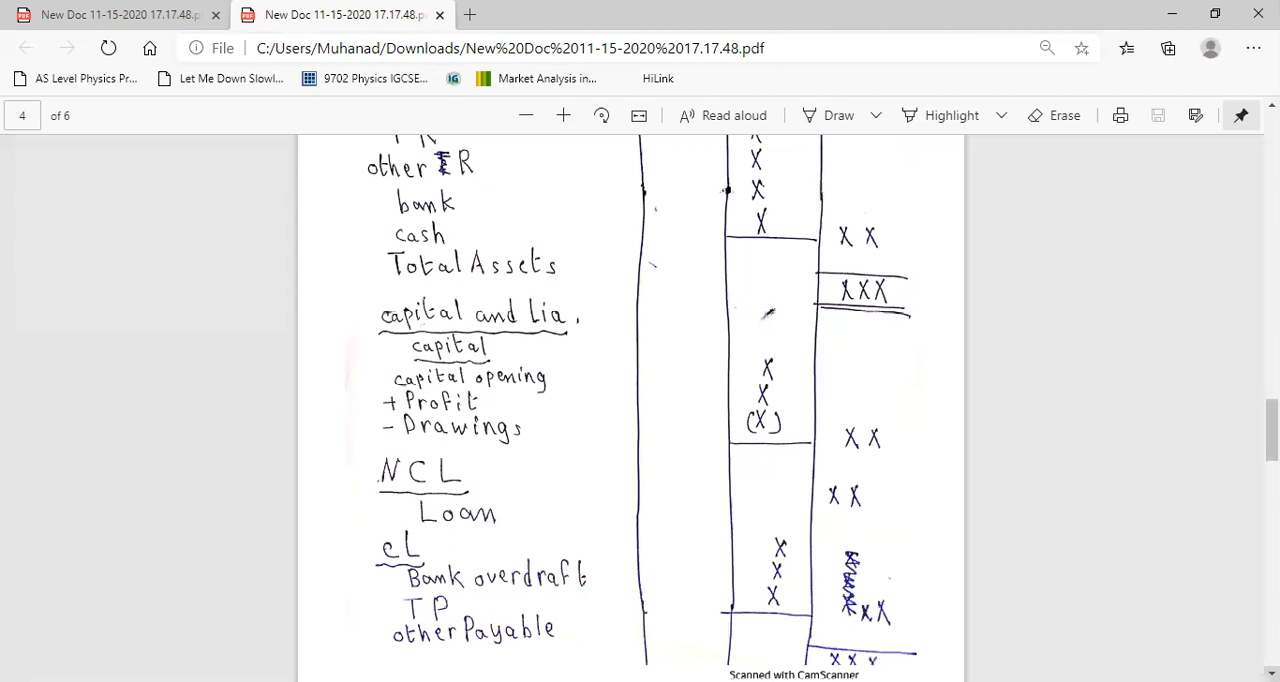 New Doc 11-15-2020 17.17.48.p
New Doc 11-15-2020 17.17.48.p
File C:/Users/Muhanad/Downloads/New%20Doc%2011-15-2020%2017.17.48.pdf
AS Level Physics Pr... Let Me Down Slowl... 9702 Physics IGCSE... IG Market Analysis in... HiLink
4 of 6 Read aloud Draw Highlight Erase
X
other R
X
bank X
cash X
X X
Total Assets
XXX
capital and Lia.
capital
capital opening X
+ Profit X
- Drawings (X)
X X
NCL
X X
Loan
CL
X
Bank overdraft X
TP X
X X
other Payable
X X X
Scanned with CamScanner